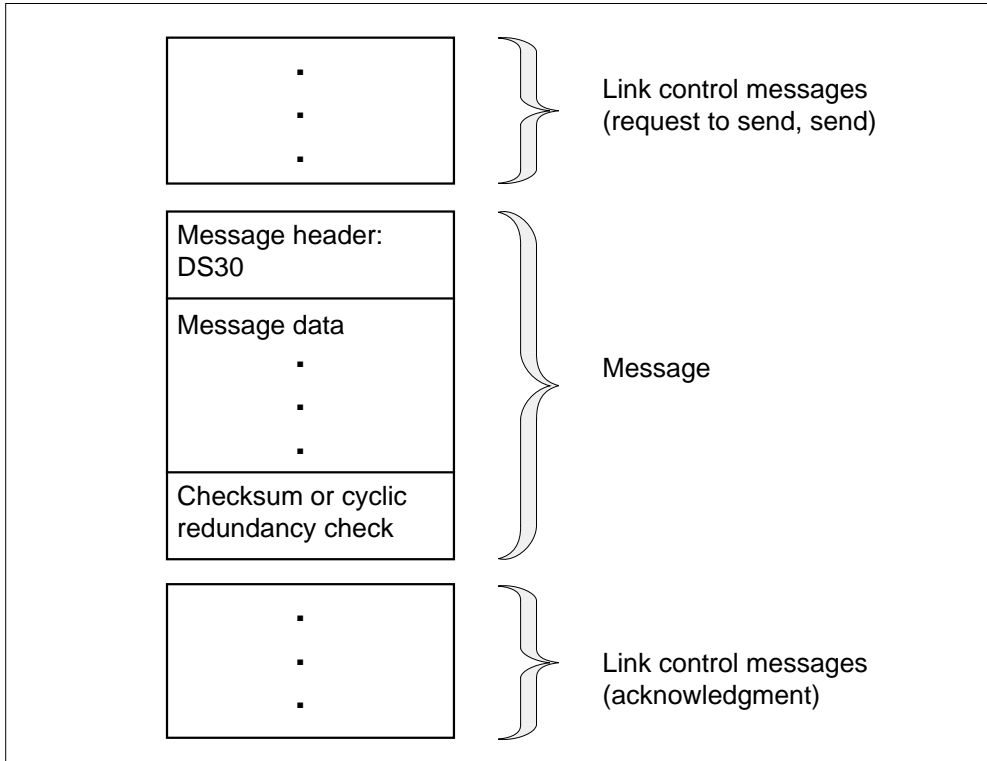 Link control messages
(request to send, send)
Message header:
DS30
Message data
Message
Checksum or cyclic
redundancy check
Link control messages
(acknowledgment)